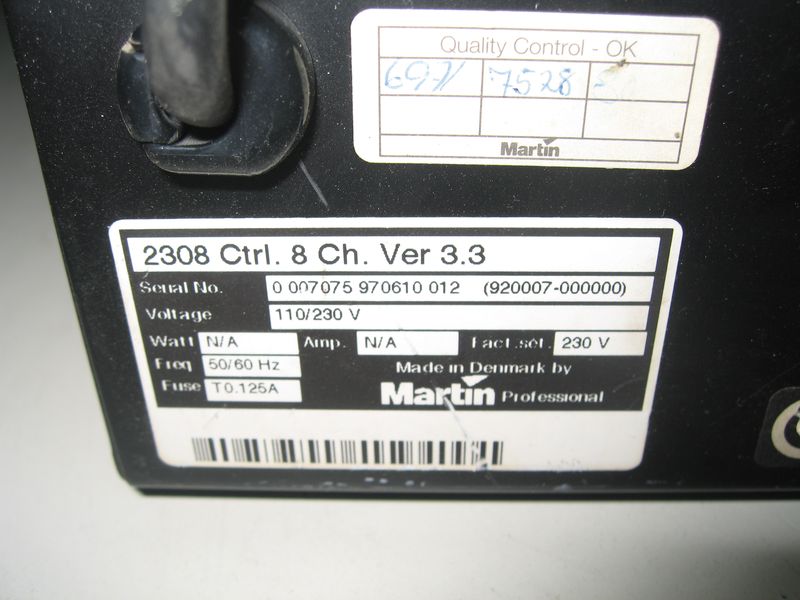 Quality Control - OK
7528
Martin
2308 Ctrl. 8 Ch. Ver 3.3
Serial No. 0 007075 970610 012 (920007-000000)
Voltage 110/230 V
Watt N/A Amp. N/A Fact.set. 230 V
Freq 50/60 Hz
Made in Denmark by
Fuse T0.125A
Martin Professional